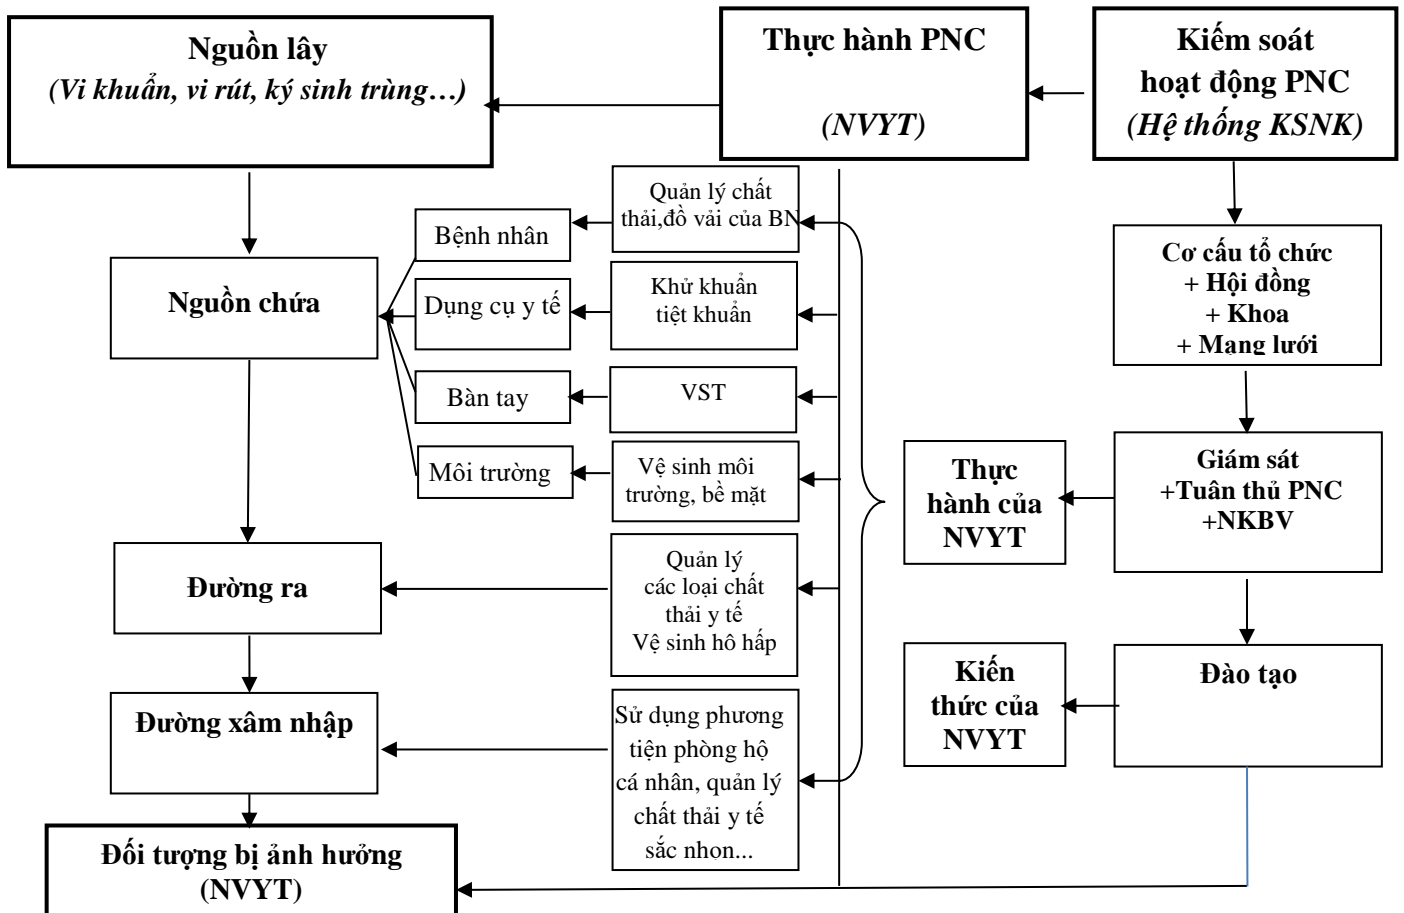 Nguồn lây
(Vi khuẩn, vi rút, ký sinh trùng…)
Thực hành PNC
(NVYT)
Kiểm soát
hoạt động PNC
(Hệ thống KSNK)
Quản lý chất
thải,đồ vải của BN
Bệnh nhân
Nguồn chứa
Dụng cụ y tế
Khử khuẩn
tiệt khuẩn
Cơ cấu tổ chức
+ Hội đồng
+ Khoa
+ Mạng lưới
Bàn tay
VST
Môi trường
Vệ sinh môi
trường, bề mặt
Thực
hành của
NVYT
Giám sát
+Tuân thủ PNC
+NKBV
Đường ra
Quản lý
các loại chất
thải y tế
Vệ sinh hô hấp
Kiến
thức của
NVYT
Đào tạo
Đường xâm nhập
Sử dụng phương
tiện phòng hộ
cá nhân, quản lý
chất thải y tế
sắc nhọn...
Đối tượng bị ảnh hưởng
(NVYT)